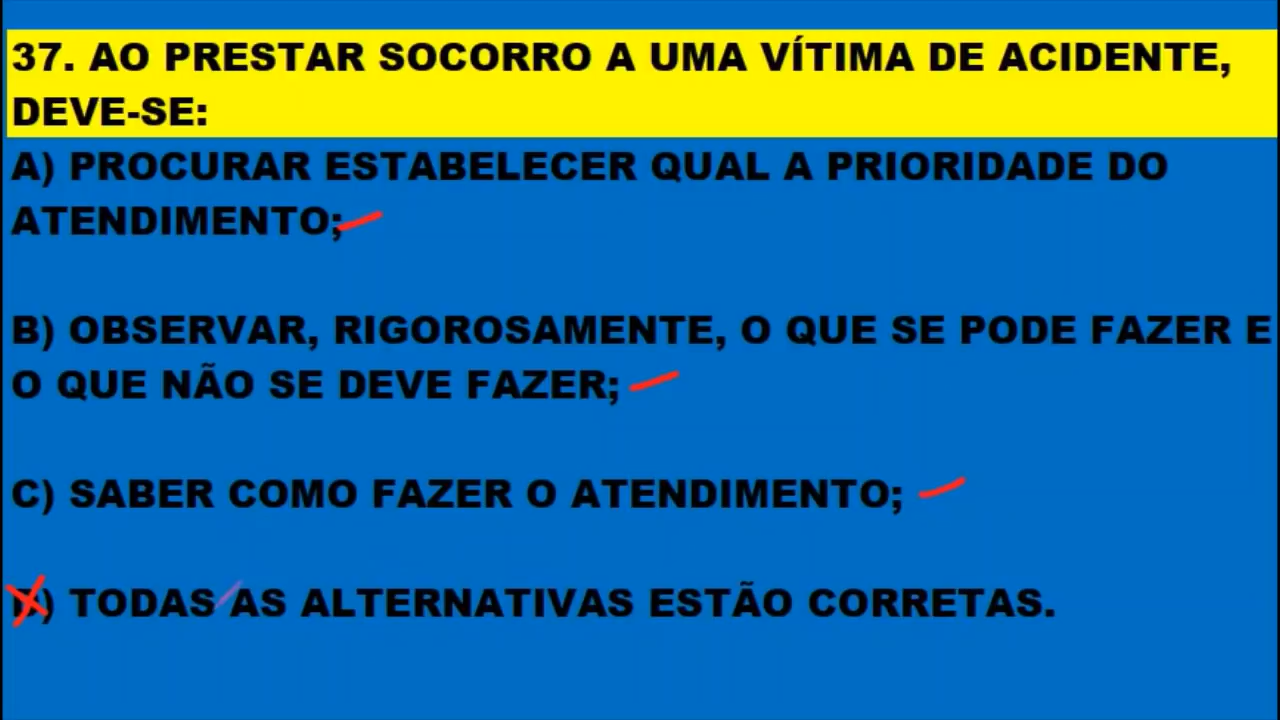 37. AO PRESTAR SOCORRO A UMA VÍTIMA DE ACIDENTE,
DEVE-SE:
A) PROCURAR ESTABELECER QUAL A PRIORIDADE DO
ATENDIMENTO;
B) OBSERVAR, RIGOROSAMENTE, O QUE SE PODE FAZER E
O QUE NÃO SE DEVE FAZER;
C) SABER COMO FAZER O ATENDIMENTO;
D) TODAS AS ALTERNATIVAS ESTÃO CORRETAS.